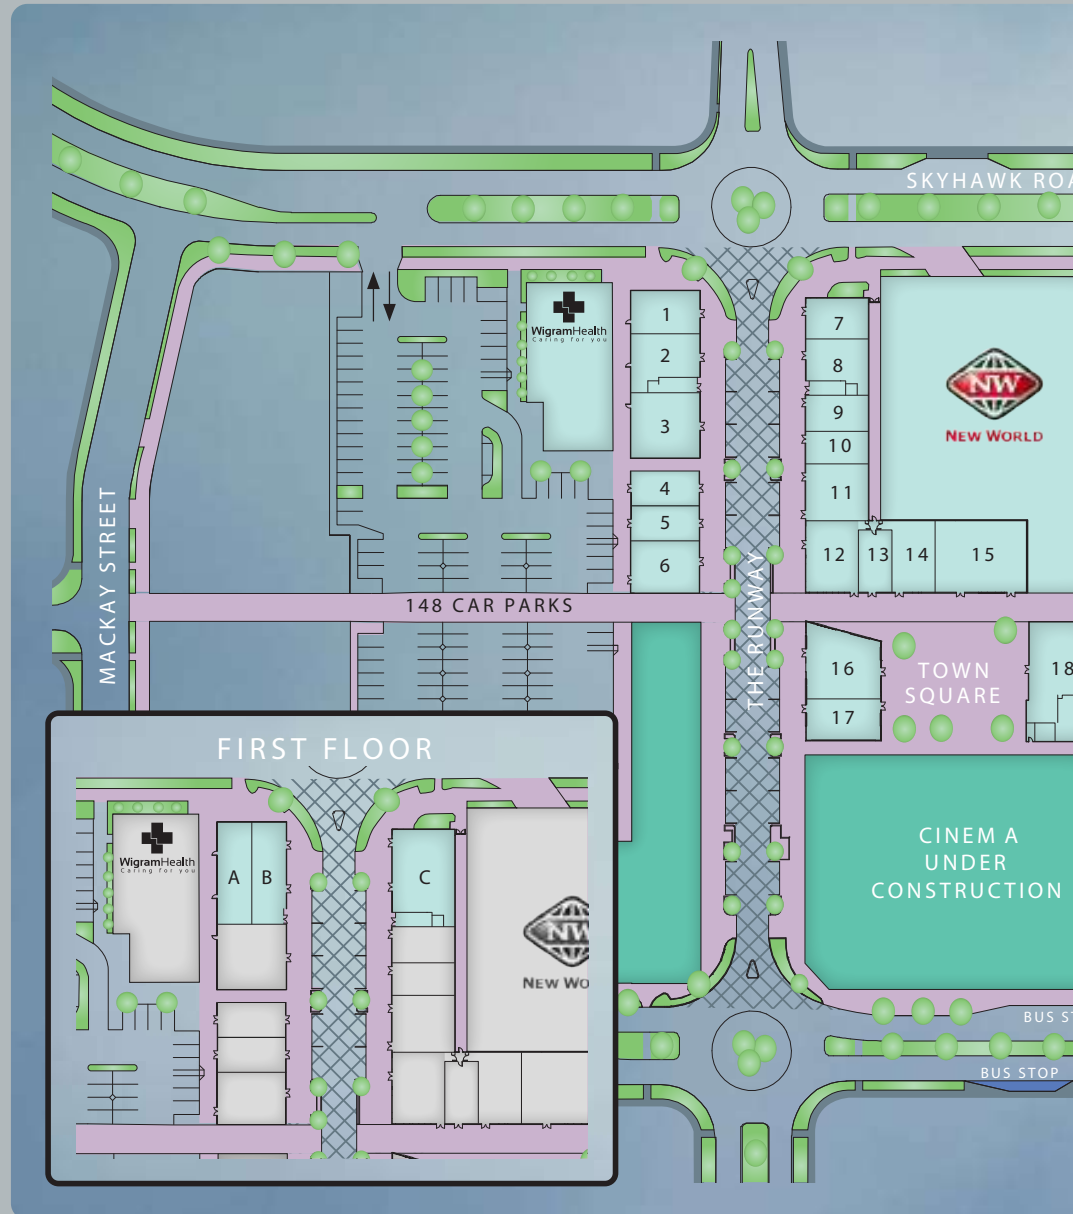 SKYHAWK ROA
WigramHealth
Caring for you
1
2
3
4
5
6
7
8
9
10
11
12
13
14
15
NW
NEW WORLD
MACKAY STREET
148 CAR PARKS
THE RUNWAY
16
17
18
TOWN
SQUARE
CINEM A
UNDER
CONSTRUCTION
BUS ST
BUS STOP
FIRST FLOOR
WigramHealth
Caring for you
A
B
C
NW
NEW WO